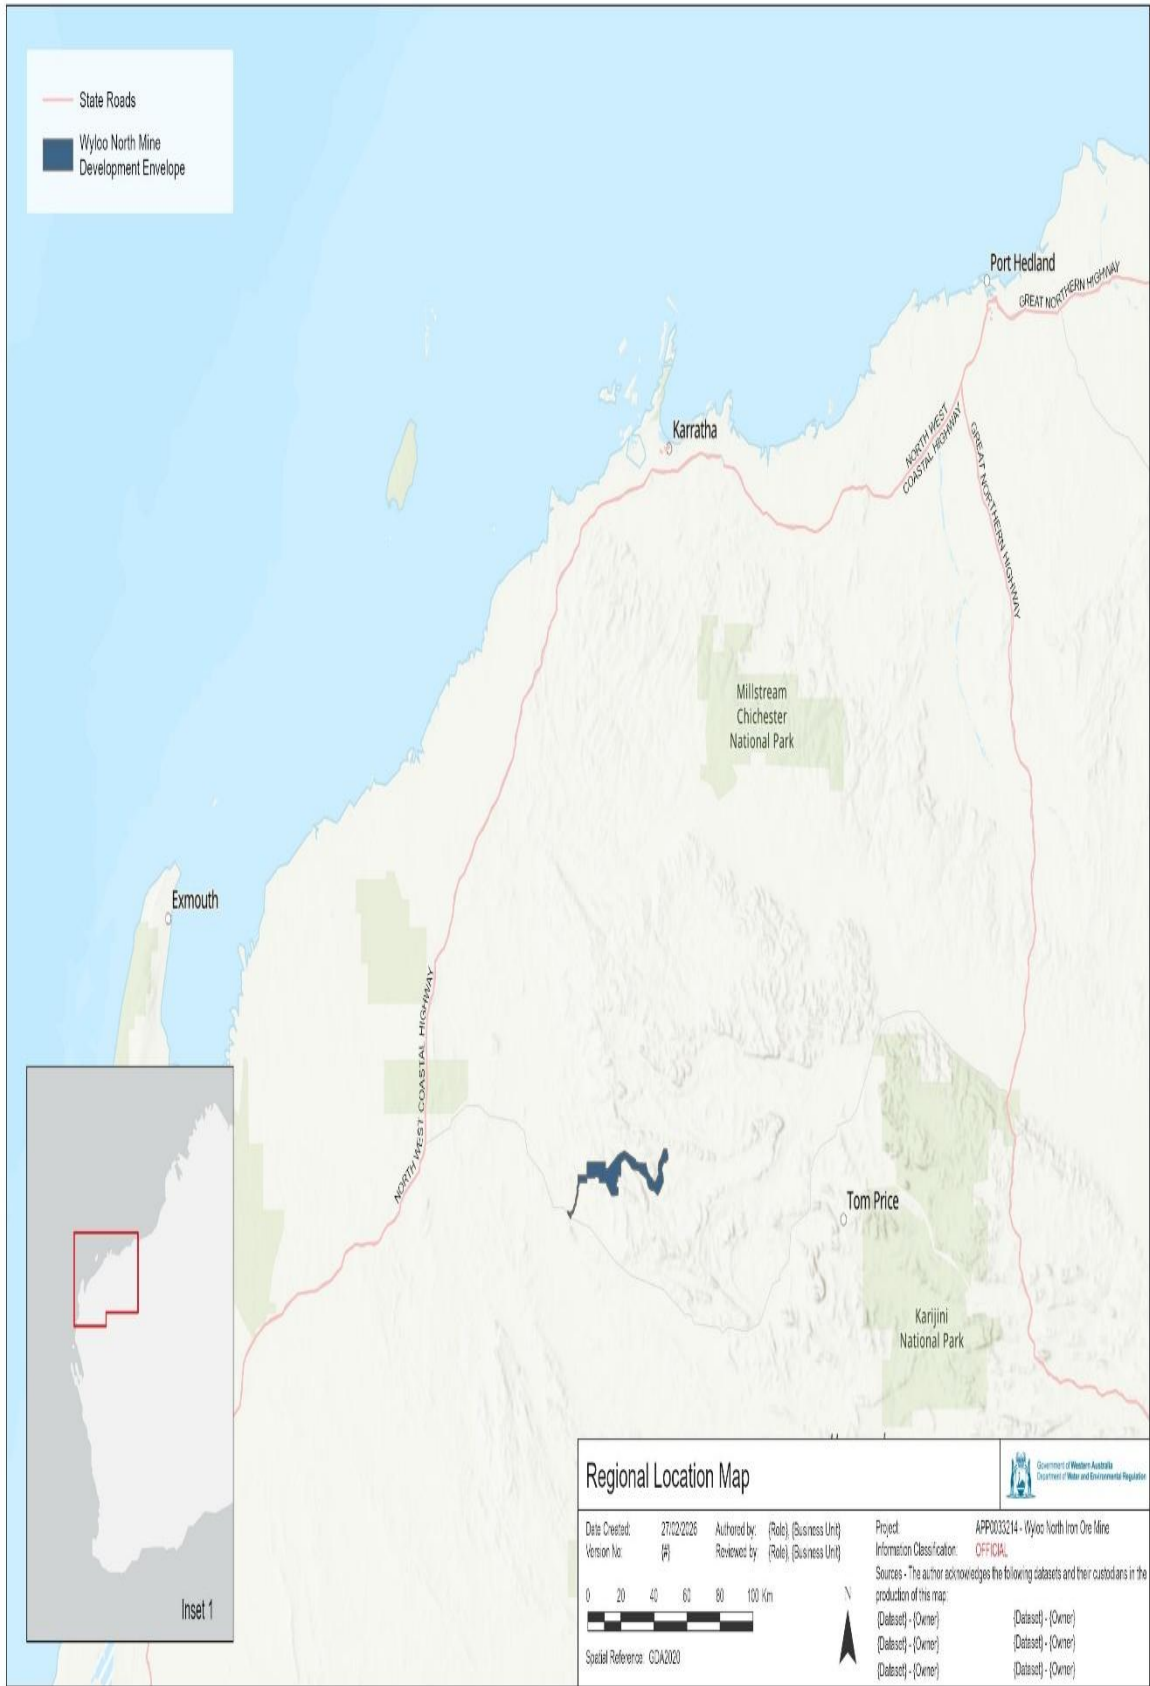 State Roads
Wyloo North Mine
Development Envelope
Port Hedland
GREAT NORTHERN HIGHWAY
Karratha
NORTH WEST
COASTAL HIGHWAY
GREAT NORTHERN HIGHWAY
Millstream
Chichester
National Park
Exmouth
NORTH WEST COASTAL HIGHWAY
Tom Price
Karijini
National Park
Inset 1
Regional Location Map
Government of Western Australia
Department of Water and Environmental Regulation
Date Created: 27/02/2026
Version No: {#}
Authored by: {Role}, {Business Unit}
Reviewed by: {Role}, {Business Unit}
0 20 40 60 80 100 Km
Spatial Reference: GDA2020
N
Project: APP0033214 - Wyloo North Iron Ore Mine
Information Classification: OFFICIAL
Sources - The author acknowledges the following datasets and their custodians in the
production of this map:
{Dataset} - {Owner} {Dataset} - {Owner}
{Dataset} - {Owner} {Dataset} - {Owner}
{Dataset} - {Owner} {Dataset} - {Owner}